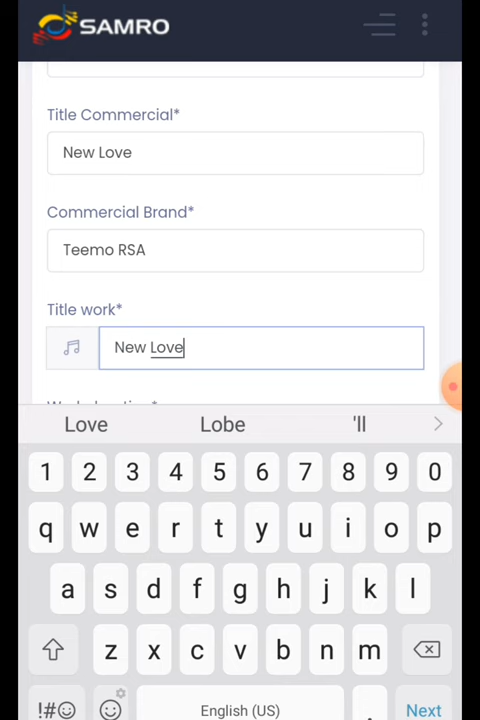 SAMRO
Title Commercial*
New Love
Commercial Brand*
Teemo RSA
Title work*
New Love
Love Lobe 'll
1 2 3 4 5 6 7 8 9 0
q w e r t y u i o p
a s d f g h j k l
z x c v b n m
!#☺ English (US) . Next